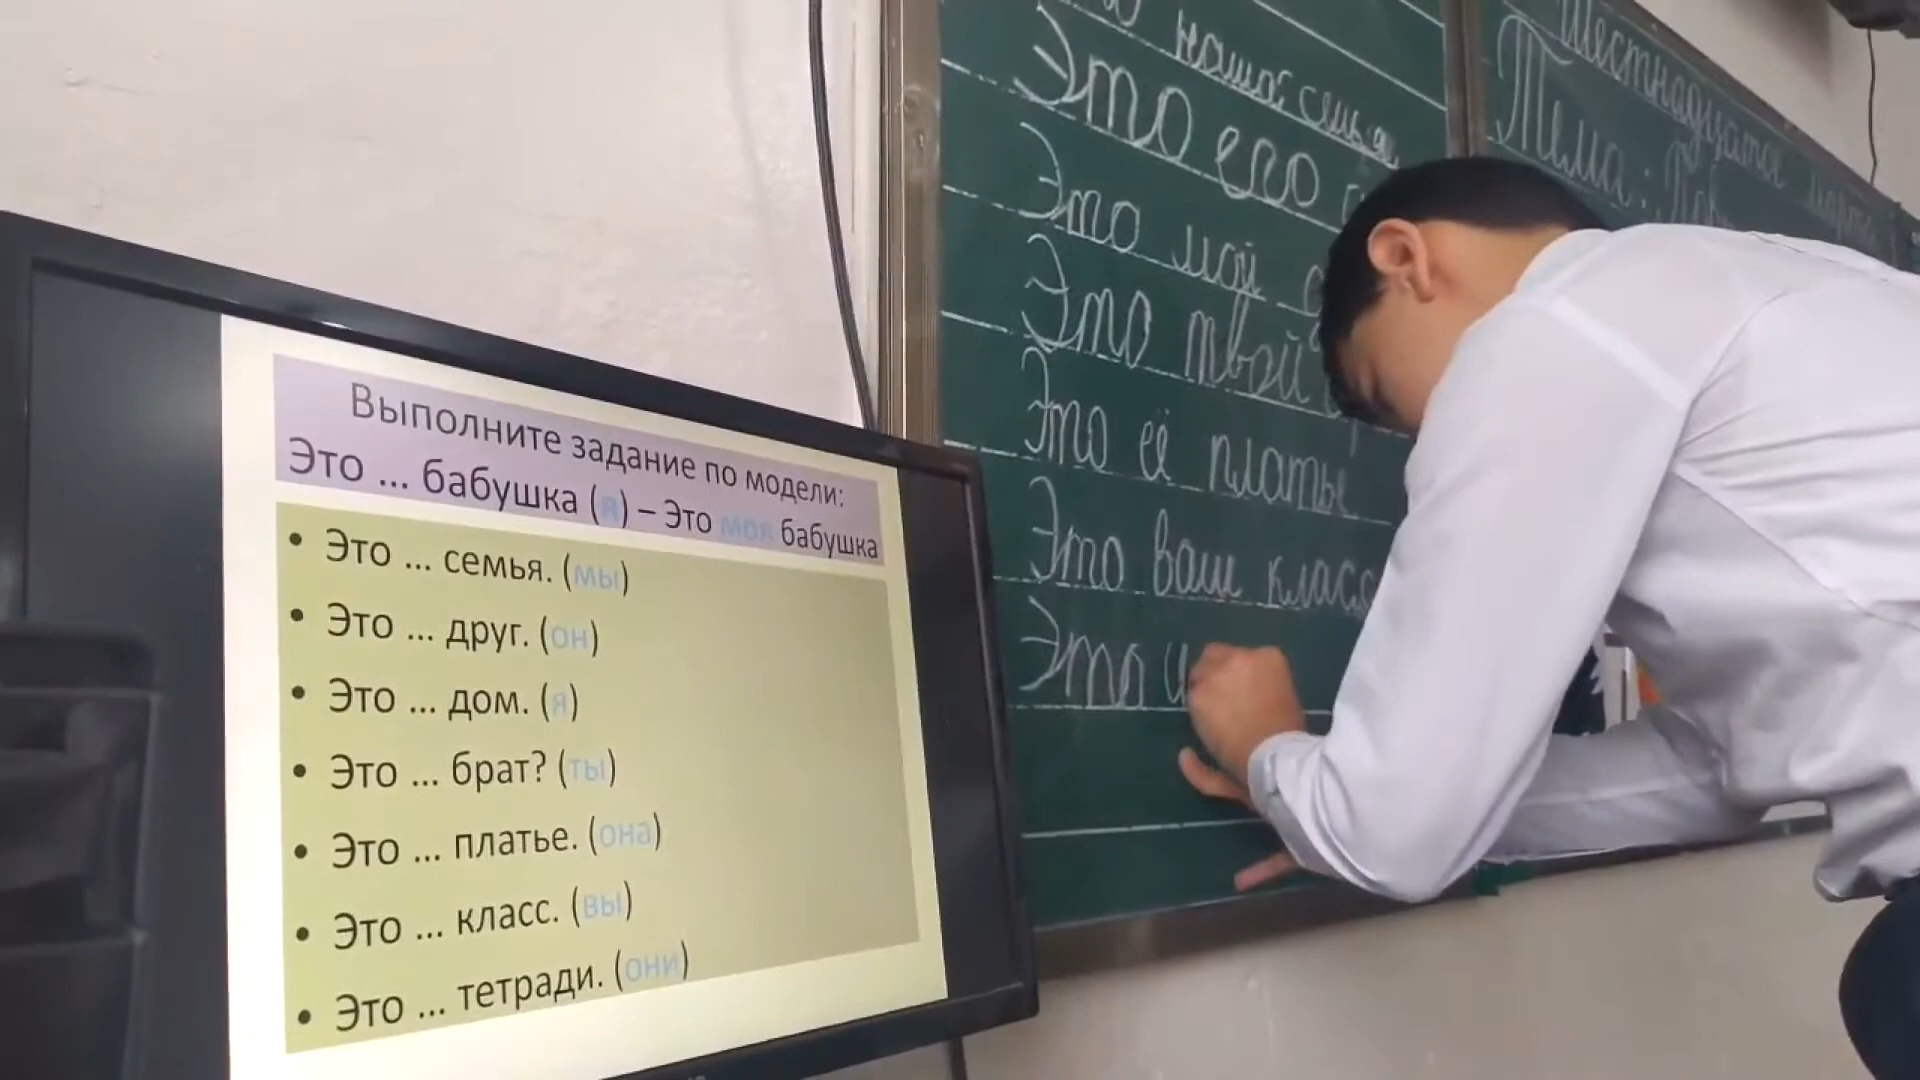 Выполните задание по модели:
Это ... бабушка (я) – Это моя бабушка
• Это ... семья. (мы)
• Это ... друг. (он)
• Это ... дом. (я)
• Это ... брат? (ты)
• Это ... платье. (она)
• Это ... класс. (вы)
• Это ... тетради. (они)
семья
Это его
Это мой
Это твой
Это её платье
Это ваш класс
Это и
Шестнадцатое марта
Тема: